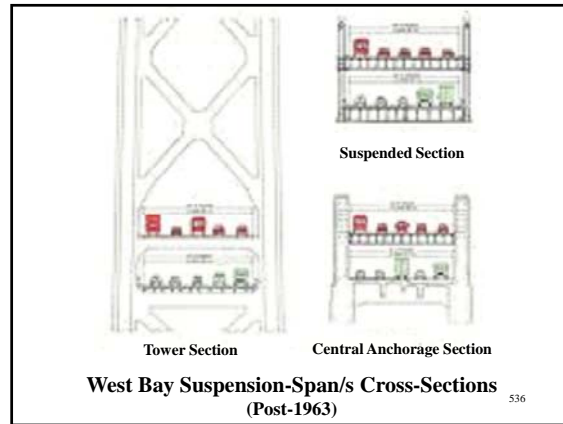 Suspended Section
Tower Section
Central Anchorage Section
West Bay Suspension-Span/s Cross-Sections
(Post-1963)
536